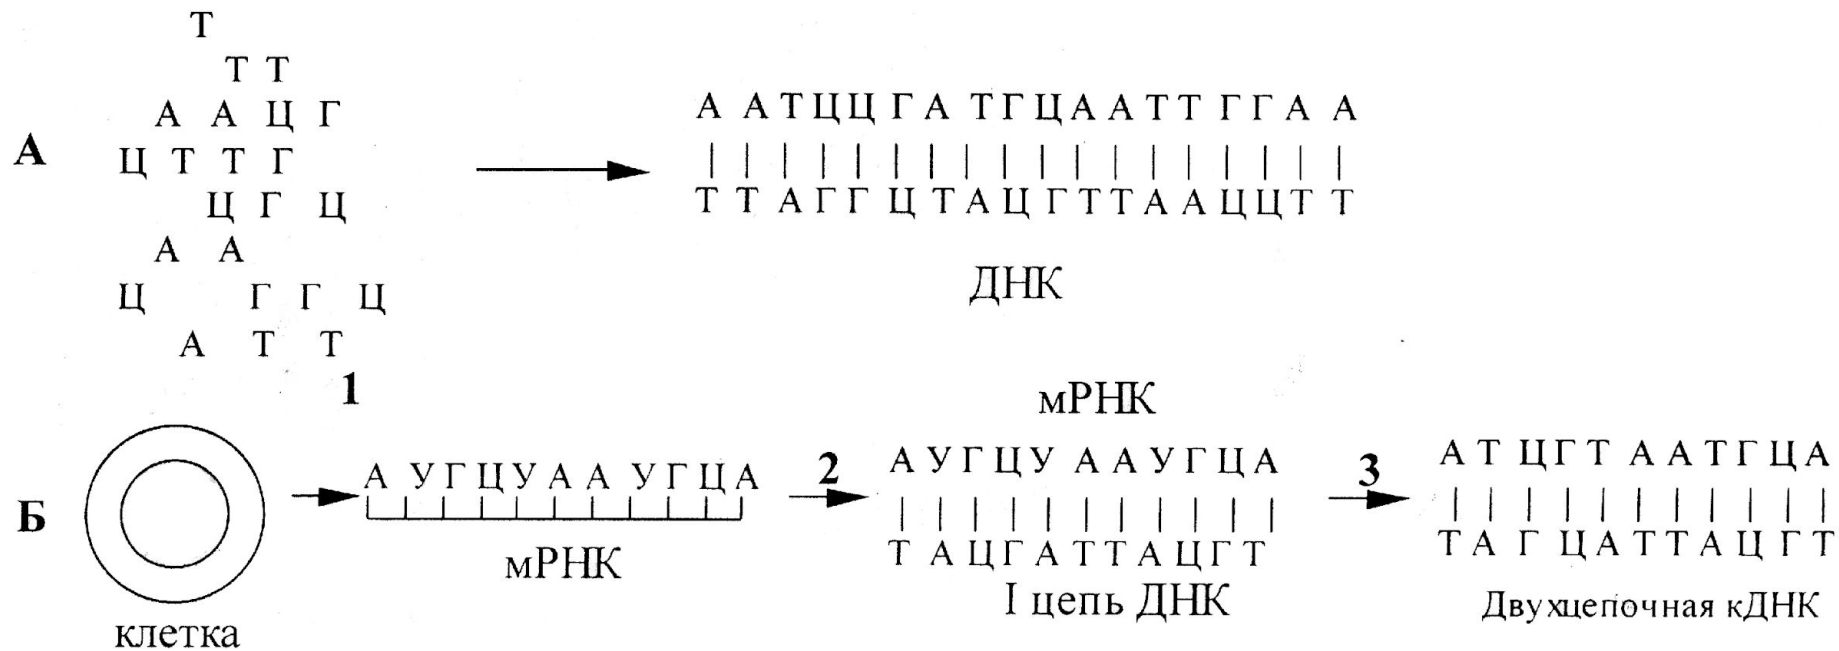 Т
Т Т
А А Ц Г
А
Ц Т Т Г
Ц Г Ц
А А
Ц Г Г Ц
А Т Т
А А Т Ц Ц Г А Т Г Ц А А Т Т Г Г А А
Т Т А Г Г Ц Т А Ц Г Т Т А А Ц Ц Т Т
ДНК
1
Б
клетка
А У Г Ц У А А У Г Ц А
мРНК
2
мРНК
А У Г Ц У А А У Г Ц А
Т А Ц Г А Т Т А Ц Г Т
I цепь ДНК
3
А Т Ц Г Т А А Т Г Ц А
Т А Г Ц А Т Т А Ц Г Т
Двухцепочная кДНК